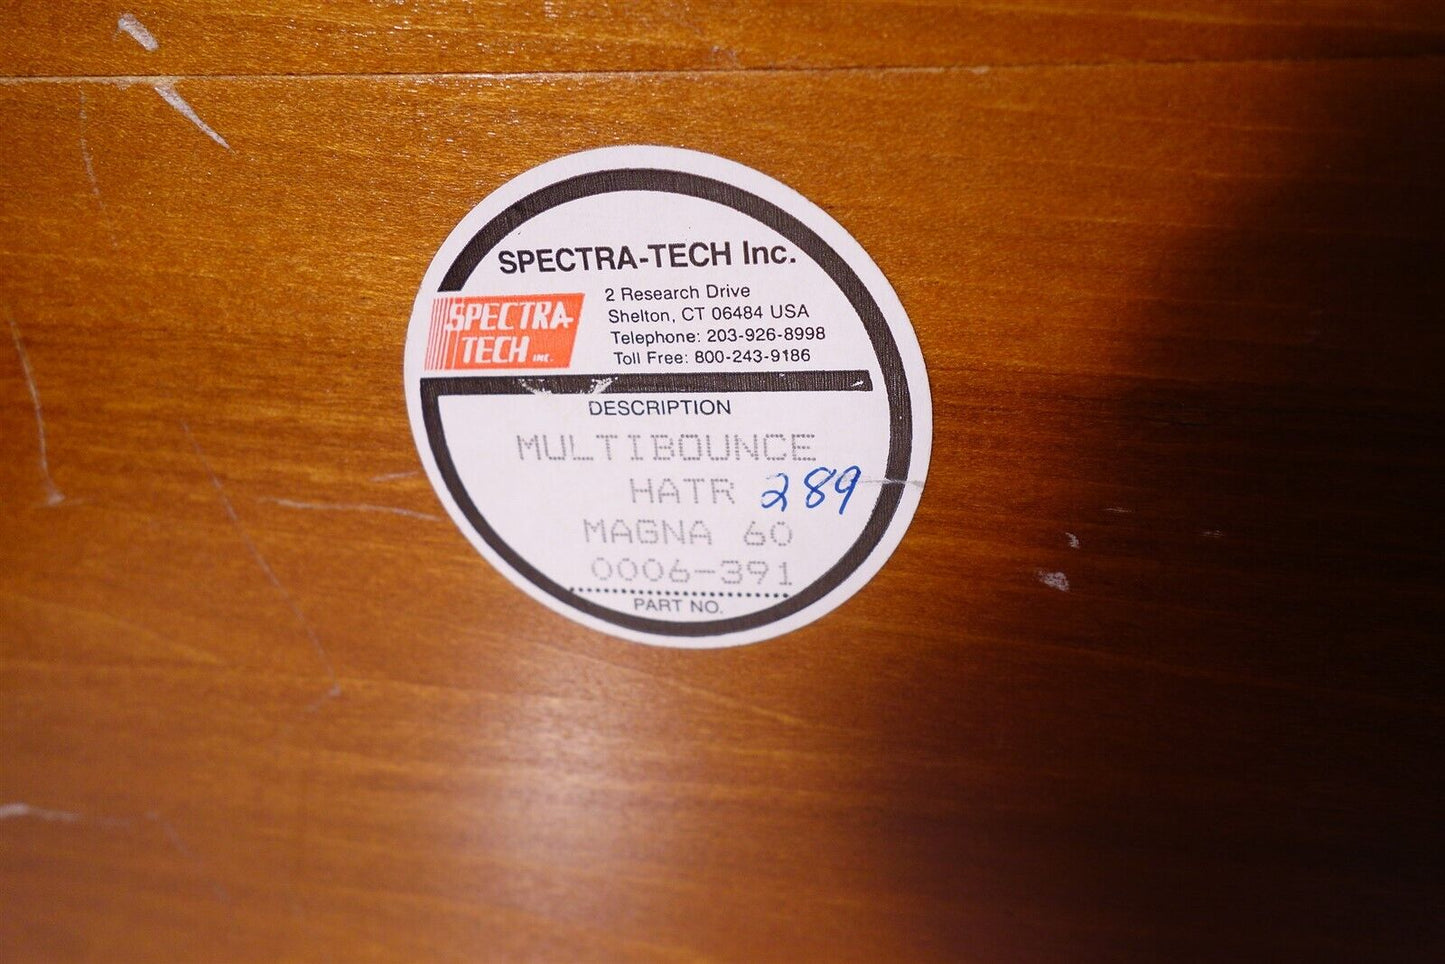 SPECTRA-TECH Inc.
SPECTRA-
TECH INC.
2 Research Drive
Shelton, CT 06484 USA
Telephone: 203-926-8998
Toll Free: 800-243-9186
DESCRIPTION
MULTIBOUNCE
HATR 289
MAGNA 60
0006-391
PART NO.